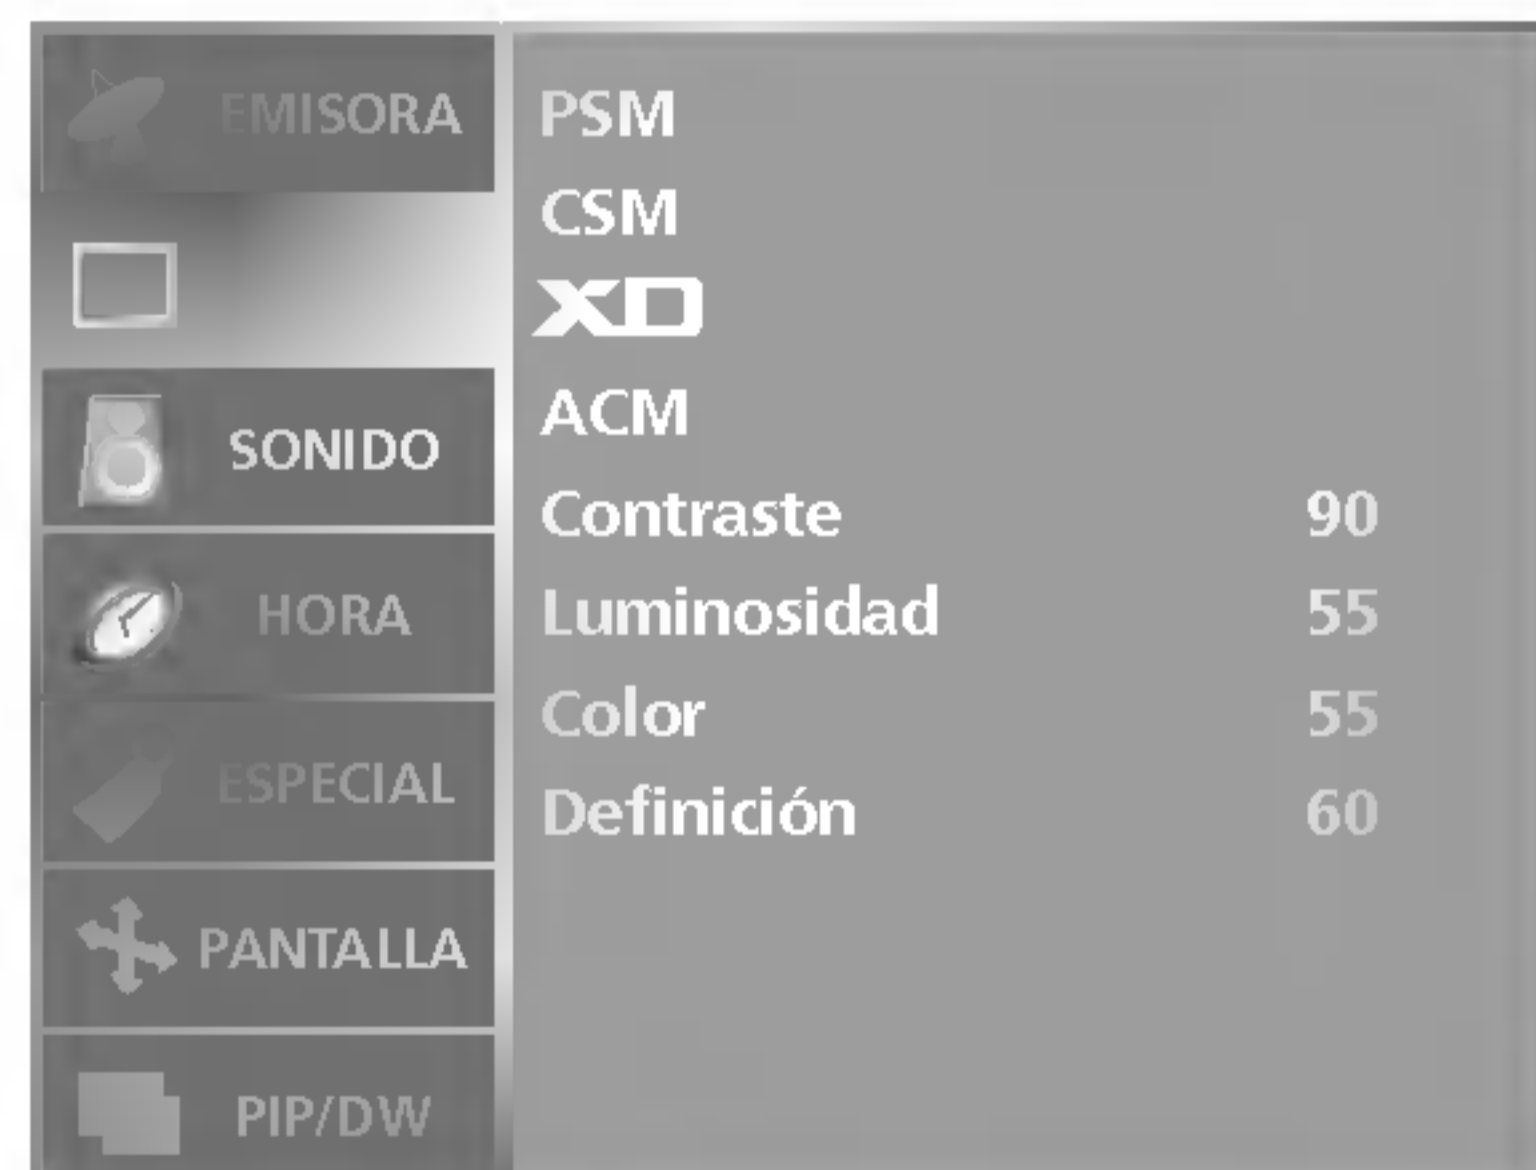 EMISORA
SONIDO
HORA
ESPECIAL
PANTALLA
PIP/DW
PSM
CSM
XD
ACM
Contraste 90
Luminosidad 55
Color 55
Definición 60